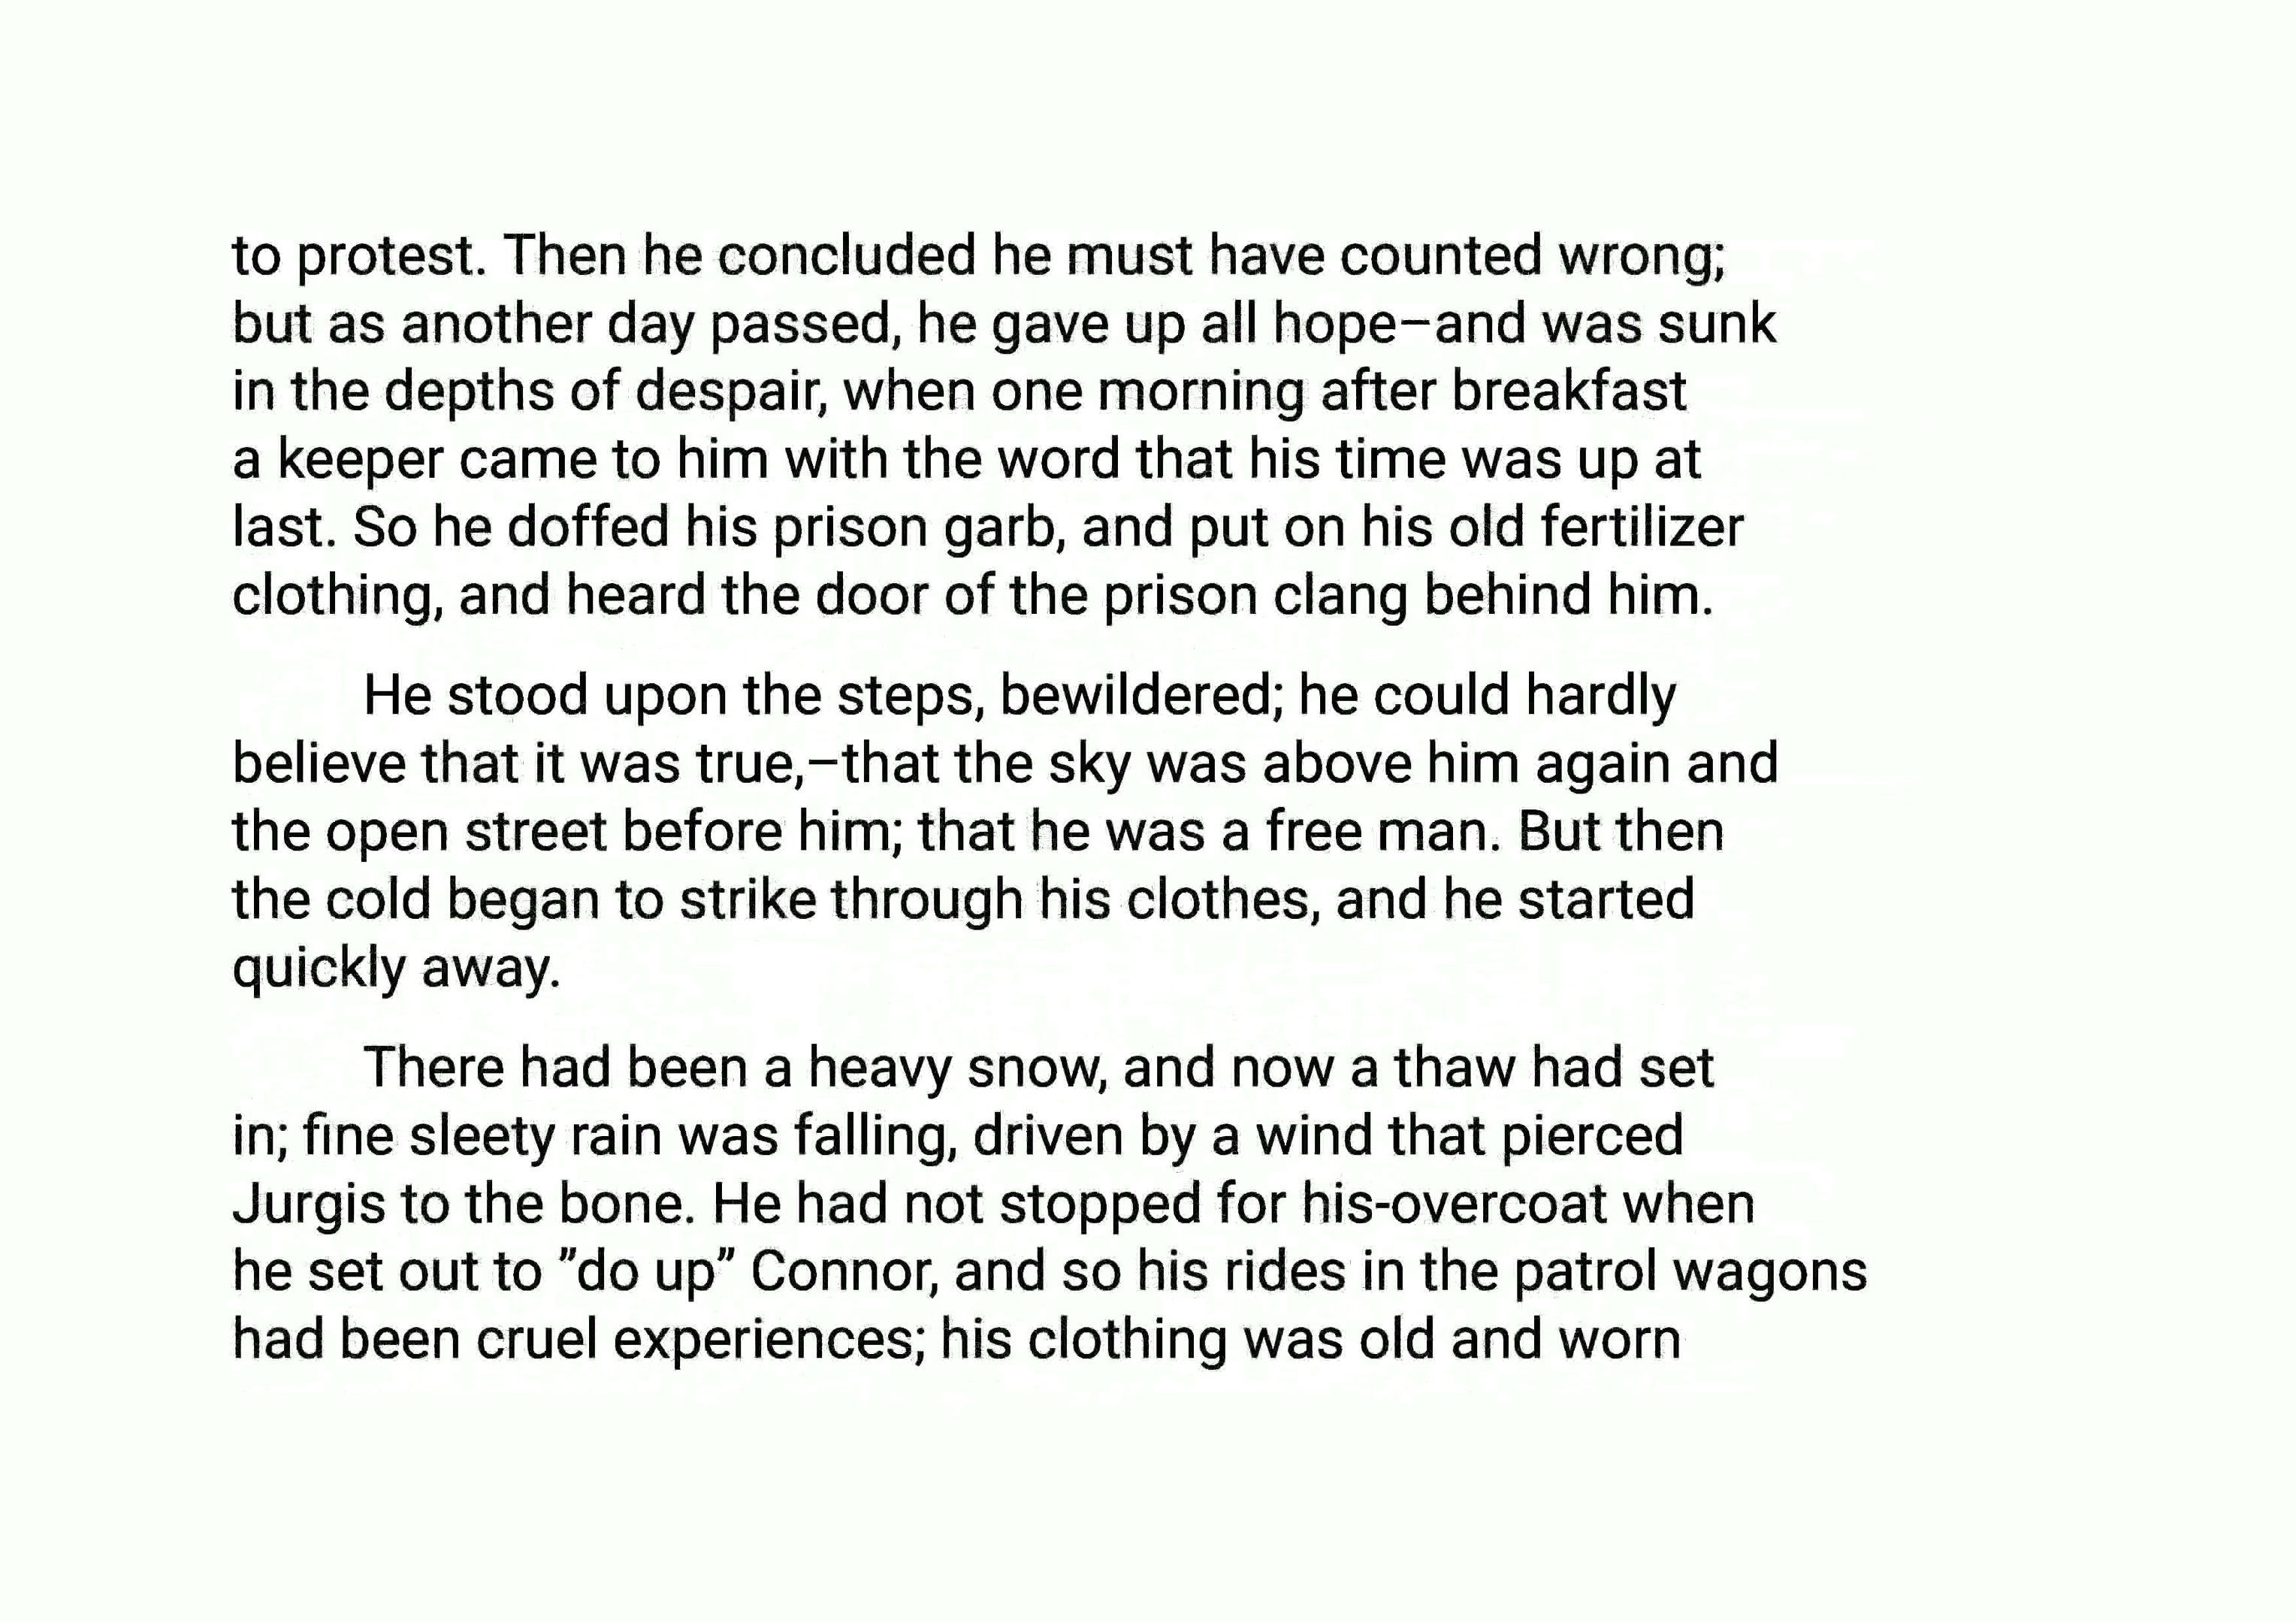 to protest. Then he concluded he must have counted wrong;
but as another day passed, he gave up all hope–and was sunk
in the depths of despair, when one morning after breakfast
a keeper came to him with the word that his time was up at
last. So he doffed his prison garb, and put on his old fertilizer
clothing, and heard the door of the prison clang behind him.
He stood upon the steps, bewildered; he could hardly
believe that it was true,–that the sky was above him again and
the open street before him; that he was a free man. But then
the cold began to strike through his clothes, and he started
quickly away.
There had been a heavy snow, and now a thaw had set
in; fine sleety rain was falling, driven by a wind that pierced
Jurgis to the bone. He had not stopped for his-overcoat when
he set out to ”do up” Connor, and so his rides in the patrol wagons
had been cruel experiences; his clothing was old and worn